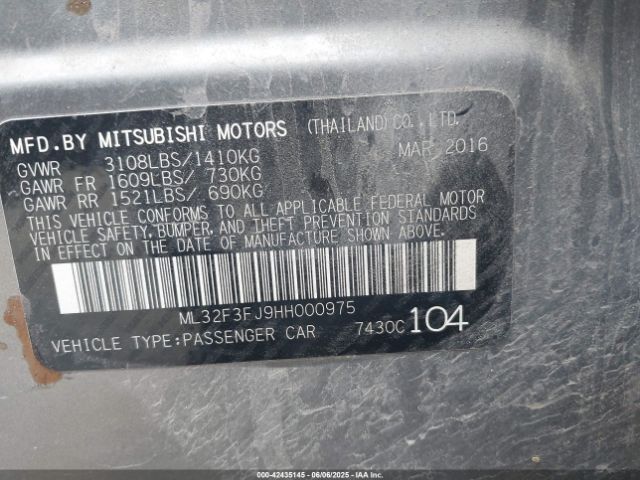 MFD.BY MITSUBISHI MOTORS (THAILAND)CO.,LTD.
GVWR 3108LBS/1410KG MAR 2016
GAWR FR 1609LBS/ 730KG
GAWR RR 1521LBS/ 690KG
THIS VEHICLE CONFORMS TO ALL APPLICABLE FEDERAL MOTOR
VEHICLE SAFETY, BUMPER, AND THEFT PREVENTION STANDARDS
IN EFFECT ON THE DATE OF MANUFACTURE SHOWN ABOVE.
ML32F3FJ9HH000975
VEHICLE TYPE:PASSENGER CAR 7430C 104
000-42435145 - 06/06/2025 - IAA Inc.